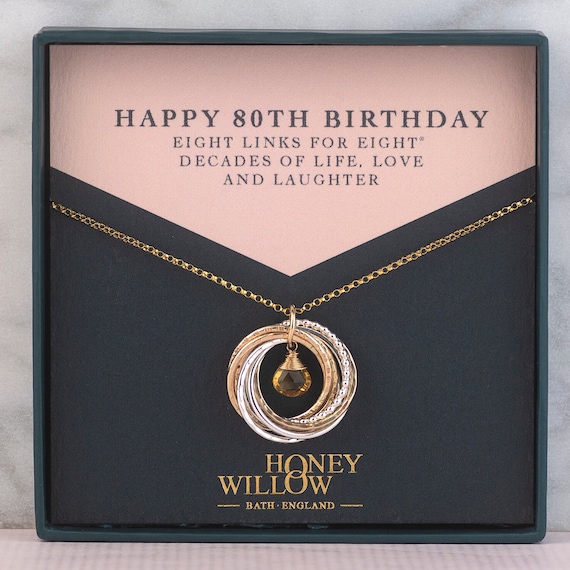 HAPPY 80TH BIRTHDAY
EIGHT LINKS FOR EIGHT®
DECADES OF LIFE, LOVE
AND LAUGHTER
HONEY
WILLOW
BATH · ENGLAND